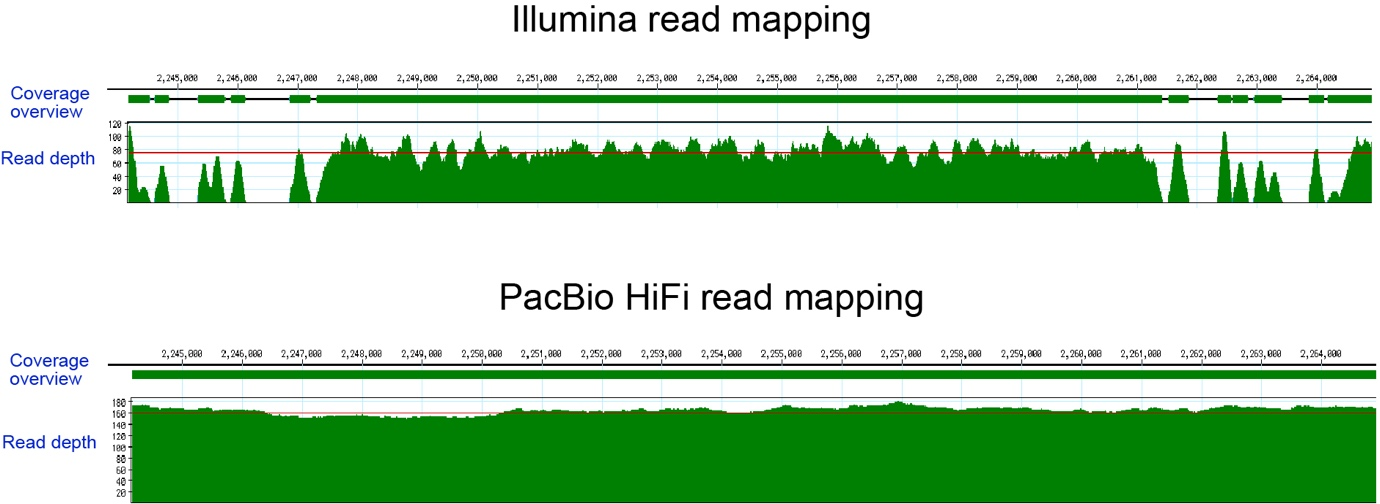 Illumina read mapping
2,245,000 2,246,000 2,247,000 2,248,000 2,249,000 2,250,000 2,251,000 2,252,000 2,253,000 2,254,000 2,255,000 2,256,000 2,257,000 2,258,000 2,259,000 2,260,000 2,261,000 2,262,000 2,263,000 2,264,000
Coverage
overview
120
100
Read depth
80
60
40
20
PacBio HiFi read mapping
2,245,000 2,246,000 2,247,000 2,248,000 2,249,000 2,250,000 2,251,000 2,252,000 2,253,000 2,254,000 2,255,000 2,256,000 2,257,000 2,258,000 2,259,000 2,260,000 2,261,000 2,262,000 2,263,000 2,264,000
Coverage
overview
180
160
140
120
Read depth
100
80
60
40
20